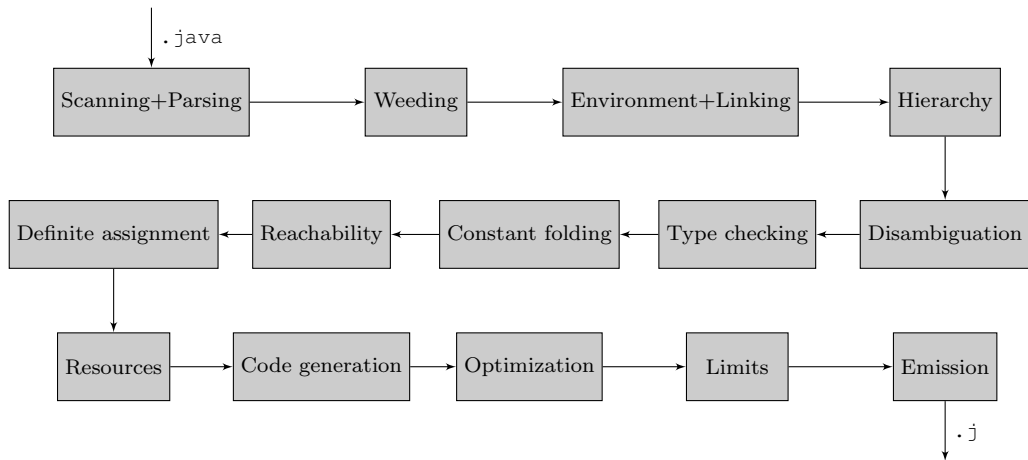 .java
Scanning+Parsing
Weeding
Environment+Linking
Hierarchy
Definite assignment
Reachability
Constant folding
Type checking
Disambiguation
Resources
Code generation
Optimization
Limits
Emission
.j